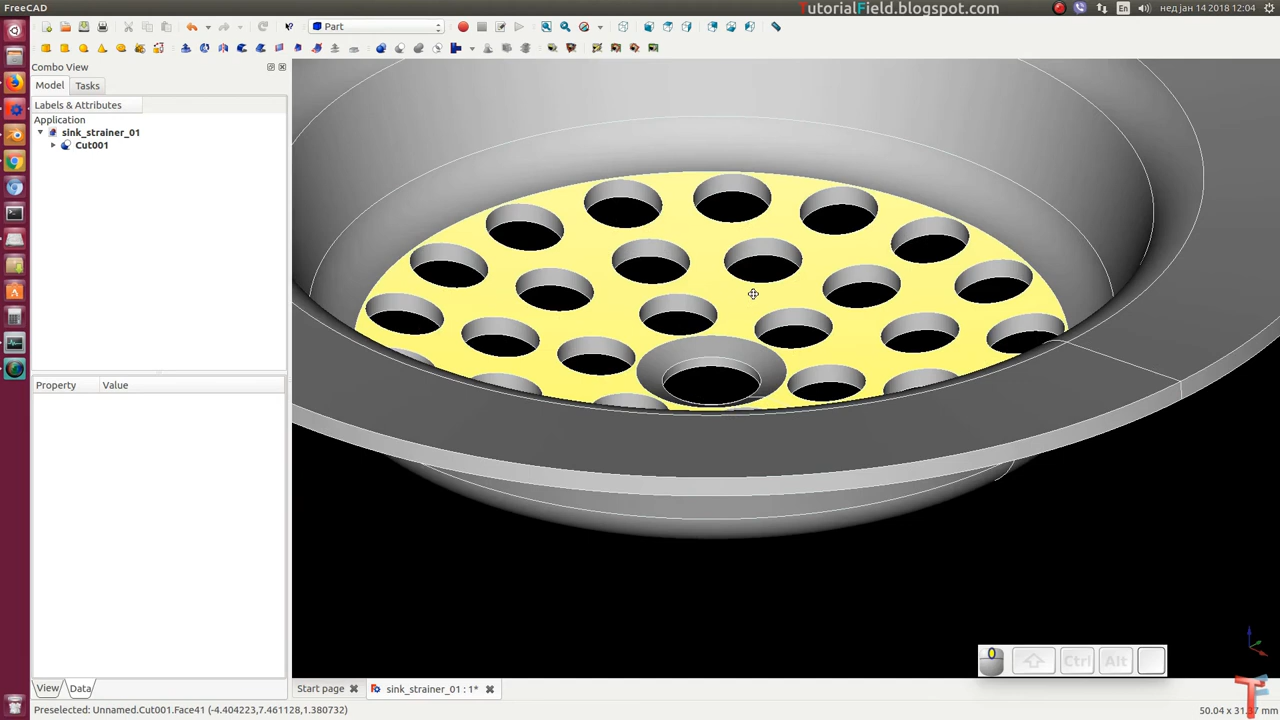 FreeCAD
TutorialField.blogspot.com
En
нед јан 14 2018 12:04
Part
Combo View
Model
Tasks
Labels & Attributes
Application
sink_strainer_01
Cut001
Property
Value
Ctrl
Alt
View
Data
Start page
sink_strainer_01 : 1*
Preselected: Unnamed.Cut001.Face41 (-4.404223,7.461128,1.380732)